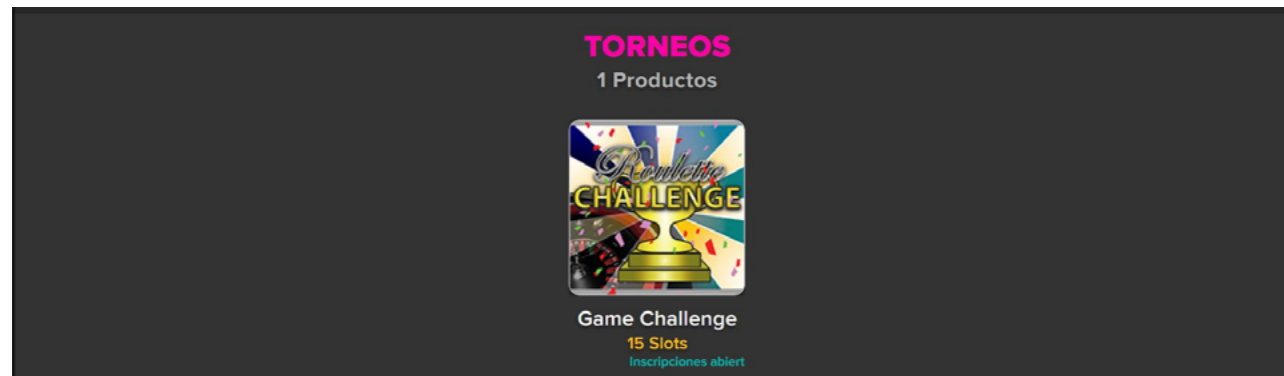 TORNEOS
1 Productos
Roulette
CHALLENGE
Game Challenge
15 Slots
Inscripciones abiert